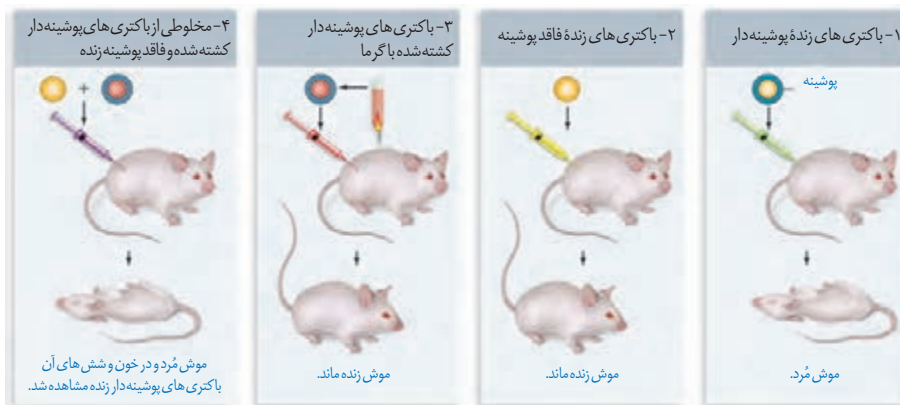 ۱- باکتری های زندهٔ پوشینه دار
پوشینه
موش مُرد.
۲- باکتری های زندهٔ فاقد پوشینه
موش زنده ماند.
۳- باکتری های پوشینه دار
کشته شده با گرما
موش زنده ماند.
۴- مخلوطی از باکتری های پوشینه دار
کشته شده و فاقد پوشینه زنده
موش مُرد و در خون و شش های آن
باکتری های پوشینه دار زنده مشاهده شد.